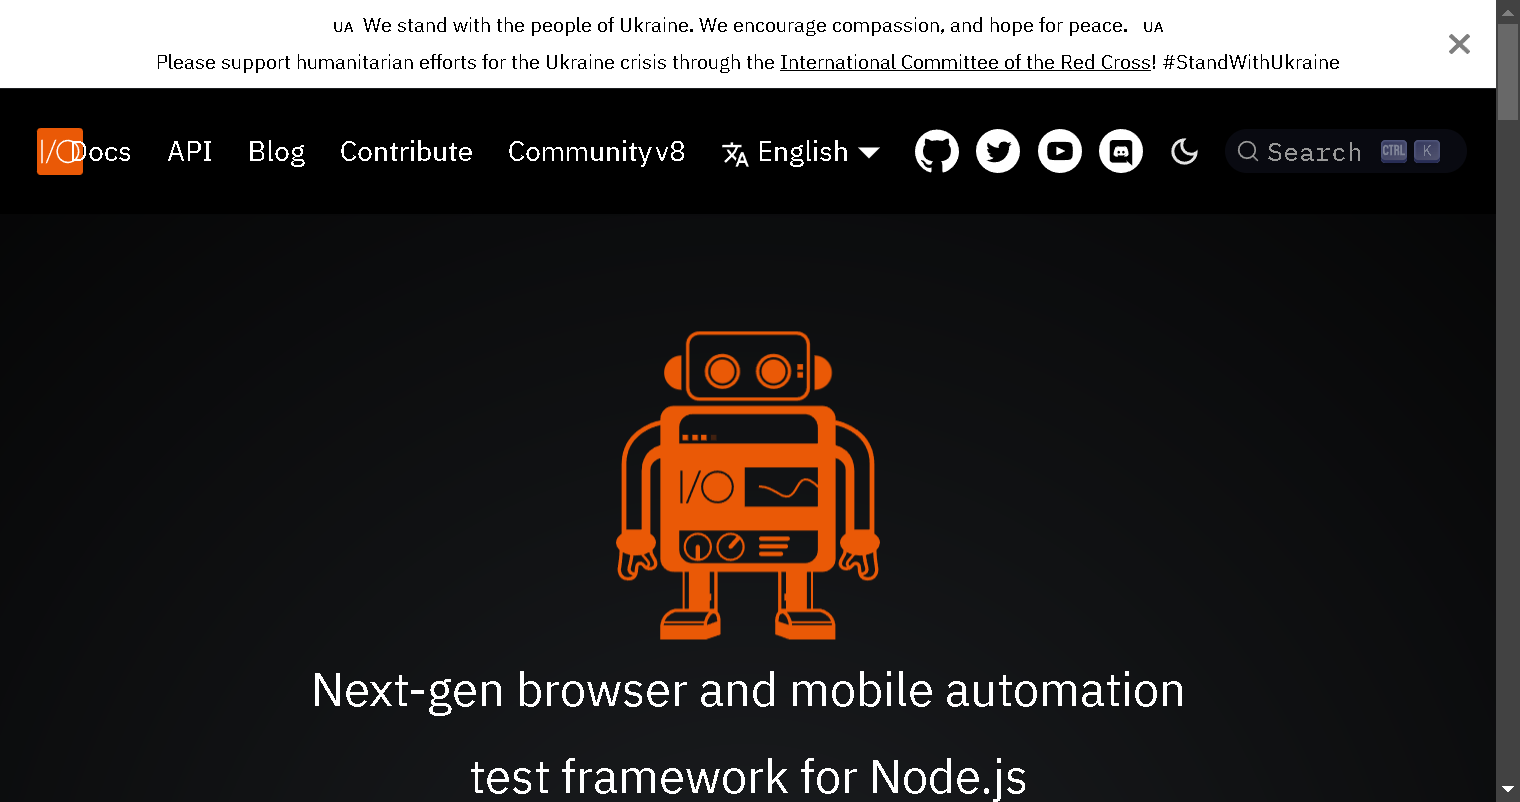 UA We stand with the people of Ukraine. We encourage compassion, and hope for peace. UA
Please support humanitarian efforts for the Ukraine crisis through the International Committee of the Red Cross! #StandWithUkraine
I/O Docs API Blog Contribute Community v8 English Search CTRL K
I/O
Next-gen browser and mobile automation
test framework for Node.js